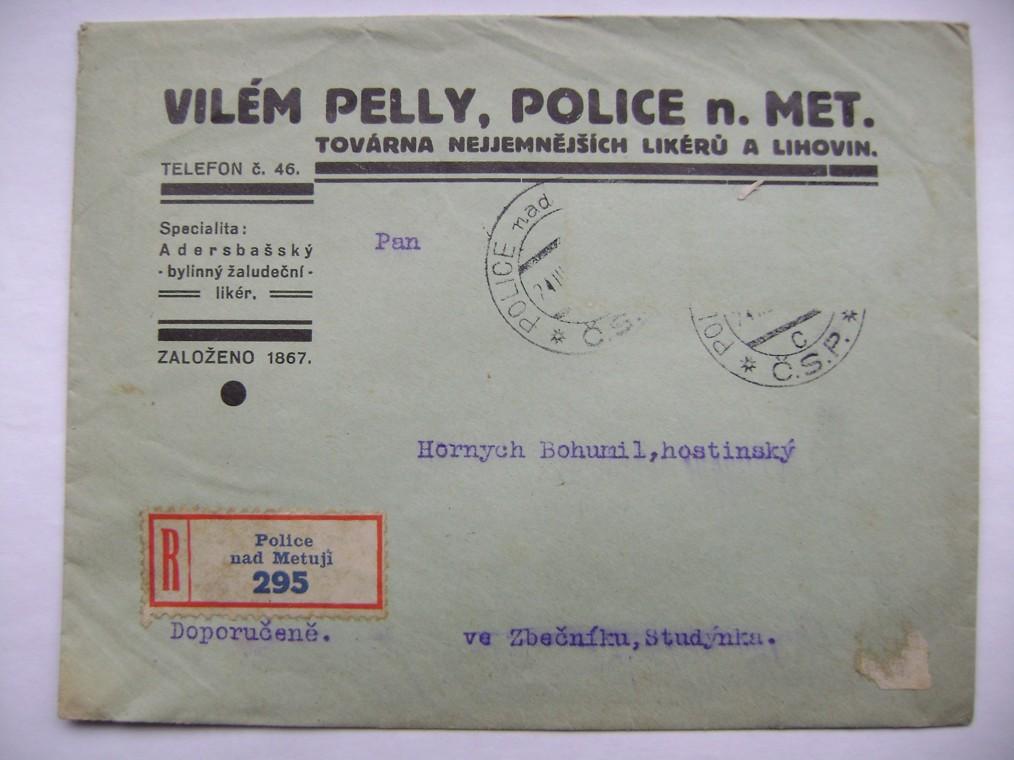 VILÉM PELLY, POLICE n. MET.
TOVÁRNA NEJJEMNĚJŠÍCH LIKÉRŮ A LIHOVIN.
TELEFON č. 46.
Specialita:
Adersbašský
- bylinný žaludeční -
likér.
ZALOŽENO 1867.
Pan
POLICE nad
Č.S.
C
Č.S.P.
Hornych Bohumil,hostinský
R
Police
nad Metují
295
Doporučeně.
ve Zbečníku,Studýnka.